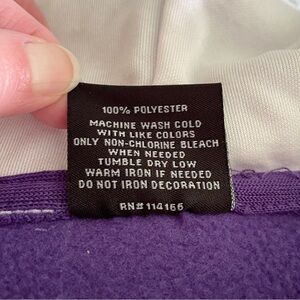 100% POLYESTER
MACHINE WASH COLD
WITH LIKE COLORS
ONLY NON-CHLORINE BLEACH
WHEN NEEDED
TUMBLE DRY LOW
WARM IRON IF NEEDED
DO NOT IRON DECORATION
RN# 114166